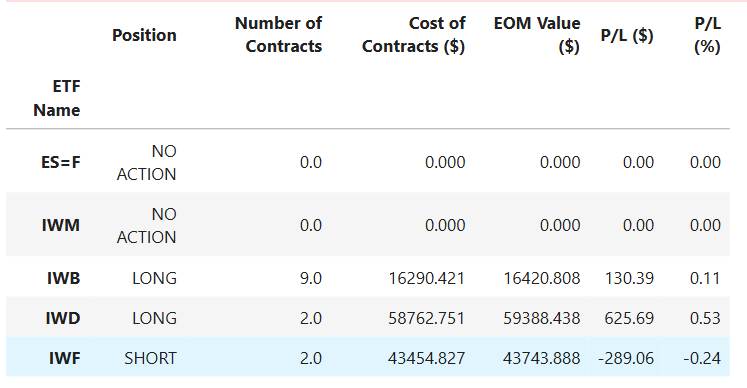 Position Number of Contracts Cost of Contracts ($) EOM Value ($) P/L ($) P/L (%)
ETF Name
ES=F NO ACTION 0.0 0.000 0.000 0.00 0.00
IWM NO ACTION 0.0 0.000 0.000 0.00 0.00
IWB LONG 9.0 16290.421 16420.808 130.39 0.11
IWD LONG 2.0 58762.751 59388.438 625.69 0.53
IWF SHORT 2.0 43454.827 43743.888 -289.06 -0.24